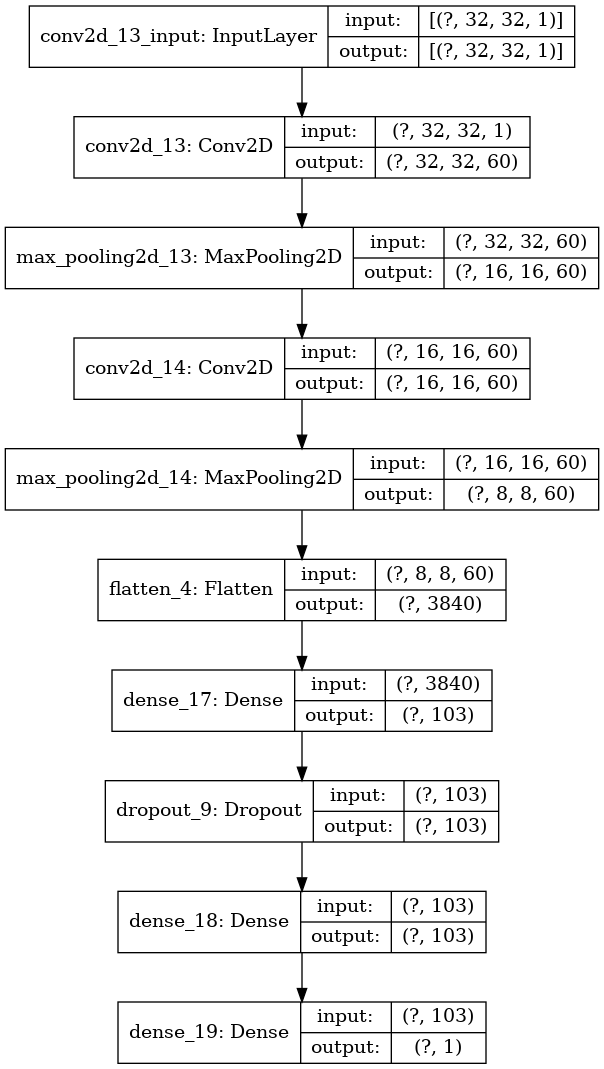 conv2d_13_input: InputLayer
input: [(?, 32, 32, 1)]
output: [(?, 32, 32, 1)]
conv2d_13: Conv2D
input: (?, 32, 32, 1)
output: (?, 32, 32, 60)
max_pooling2d_13: MaxPooling2D
input: (?, 32, 32, 60)
output: (?, 16, 16, 60)
conv2d_14: Conv2D
input: (?, 16, 16, 60)
output: (?, 16, 16, 60)
max_pooling2d_14: MaxPooling2D
input: (?, 16, 16, 60)
output: (?, 8, 8, 60)
flatten_4: Flatten
input: (?, 8, 8, 60)
output: (?, 3840)
dense_17: Dense
input: (?, 3840)
output: (?, 103)
dropout_9: Dropout
input: (?, 103)
output: (?, 103)
dense_18: Dense
input: (?, 103)
output: (?, 103)
dense_19: Dense
input: (?, 103)
output: (?, 1)